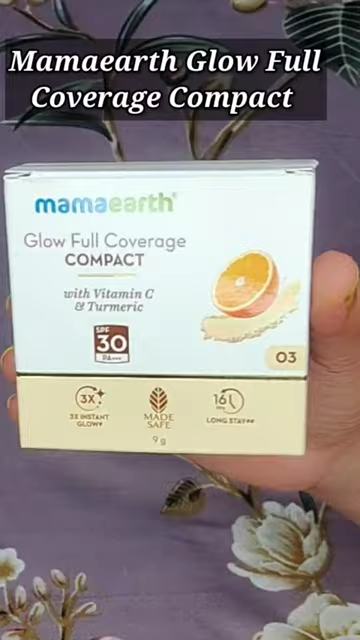 Mamaearth Glow Full
Coverage Compact
mamaearth®
Glow Full Coverage
COMPACT
with Vitamin C
& Turmeric
SPF
30
PA+++
03
3X
3X INSTANT
GLOW#
MADE
SAFE
9 g
16
LONG STAY##